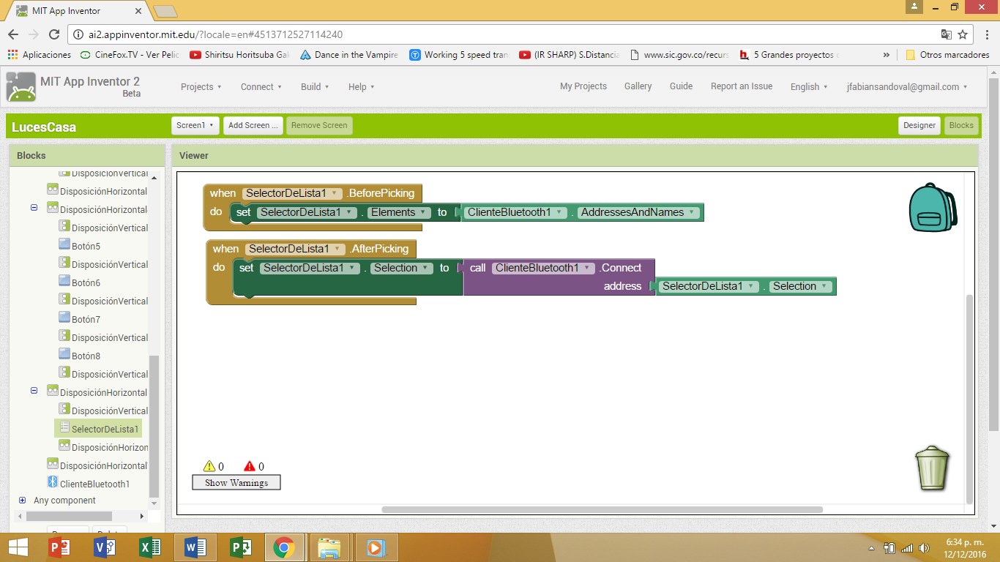 MIT App Inventor
ai2.appinventor.mit.edu/?locale=en#4513712527114240
Aplicaciones CineFox.TV - Ver Pelic Shiritsu Horitsuba Gak Dance in the Vampire Working 5 speed tran (IR SHARP) S.Distancia www.sic.gov.co/recurs 5 Grandes proyectos » Otros marcadores
MIT App Inventor 2
Beta
Projects Connect Build Help My Projects Gallery Guide Report an Issue English jfabiansandoval@gmail.com
LucesCasa Screen1 Add Screen ... Remove Screen Designer Blocks
Blocks Viewer
DisposiciónVertical
DisposiciónHorizontal
DisposiciónHorizontal
DisposiciónVertical
Botón5
DisposiciónVertical
Botón6
DisposiciónVertical
Botón7
DisposiciónVertical
Botón8
DisposiciónVertical
DisposiciónHorizontal
DisposiciónVertical
SelectorDeLista1
DisposiciónHorizon
DisposiciónHorizontal
ClienteBluetooth1
Any component
when SelectorDeLista1 .BeforePicking
do set SelectorDeLista1 . Elements to ClienteBluetooth1 . AddressesAndNames
when SelectorDeLista1 .AfterPicking
do set SelectorDeLista1 . Selection to call ClienteBluetooth1 .Connect
address SelectorDeLista1 . Selection
0 0
Show Warnings
6:34 p. m.
12/12/2016